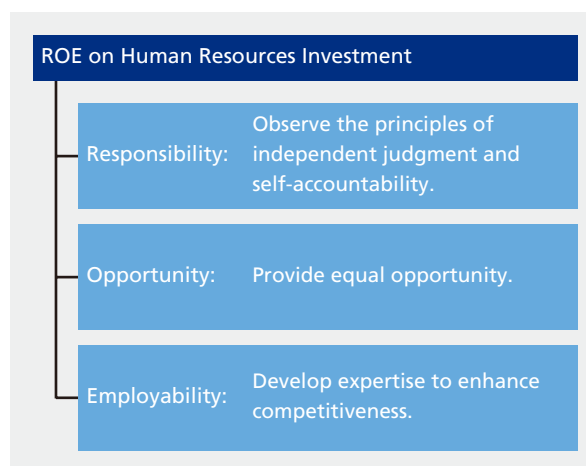 ROE on Human Resources Investment
Responsibility:
Observe the principles of
independent judgment and
self-accountability.
Opportunity:
Provide equal opportunity.
Employability:
Develop expertise to enhance
competitiveness.